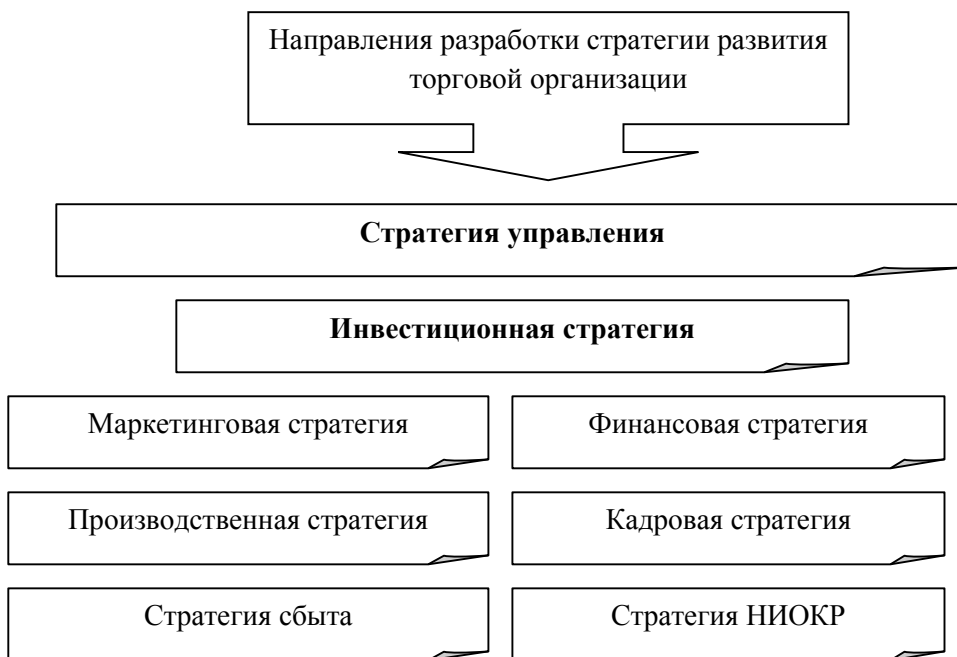 Направления разработки стратегии развития
торговой организации
Стратегия управления
Инвестиционная стратегия
Маркетинговая стратегия
Финансовая стратегия
Производственная стратегия
Кадровая стратегия
Стратегия сбыта
Стратегия НИОКР